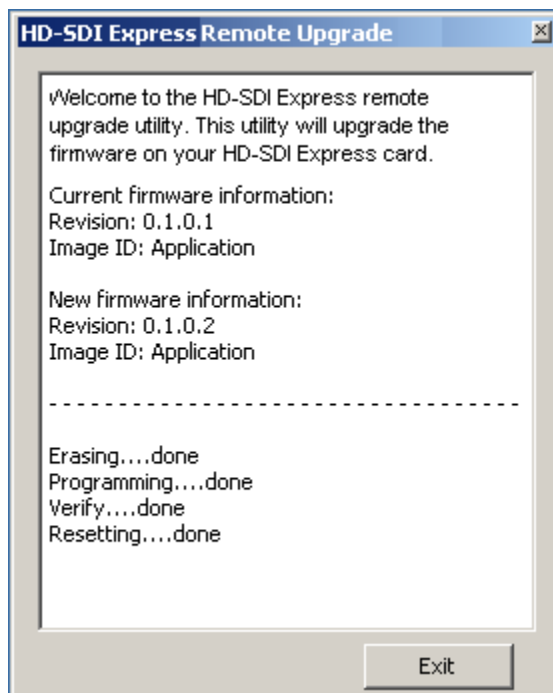 HD-SDI Express Remote Upgrade
Welcome to the HD-SDI Express remote
upgrade utility. This utility will upgrade the
firmware on your HD-SDI Express card.
Current firmware information:
Revision: 0.1.0.1
Image ID: Application
New firmware information:
Revision: 0.1.0.2
Image ID: Application
- - - - - - - - - - - - - - - - - - - - - - - - - - - - - - - - - - -
Erasing....done
Programming....done
Verify....done
Resetting....done
Exit